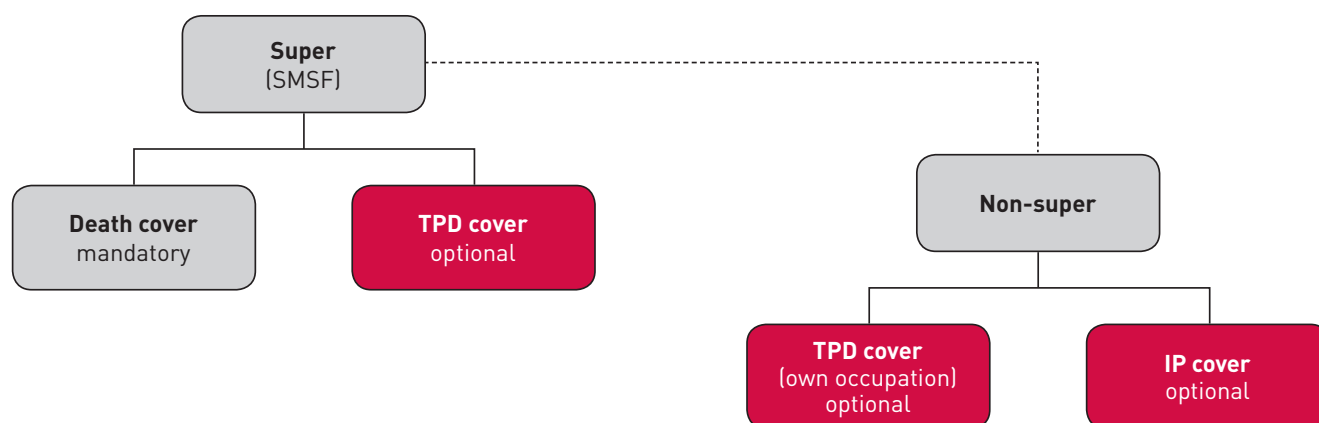 Super
(SMSF)
Death cover
mandatory
TPD cover
optional
Non-super
TPD cover
(own occupation)
optional
IP cover
optional